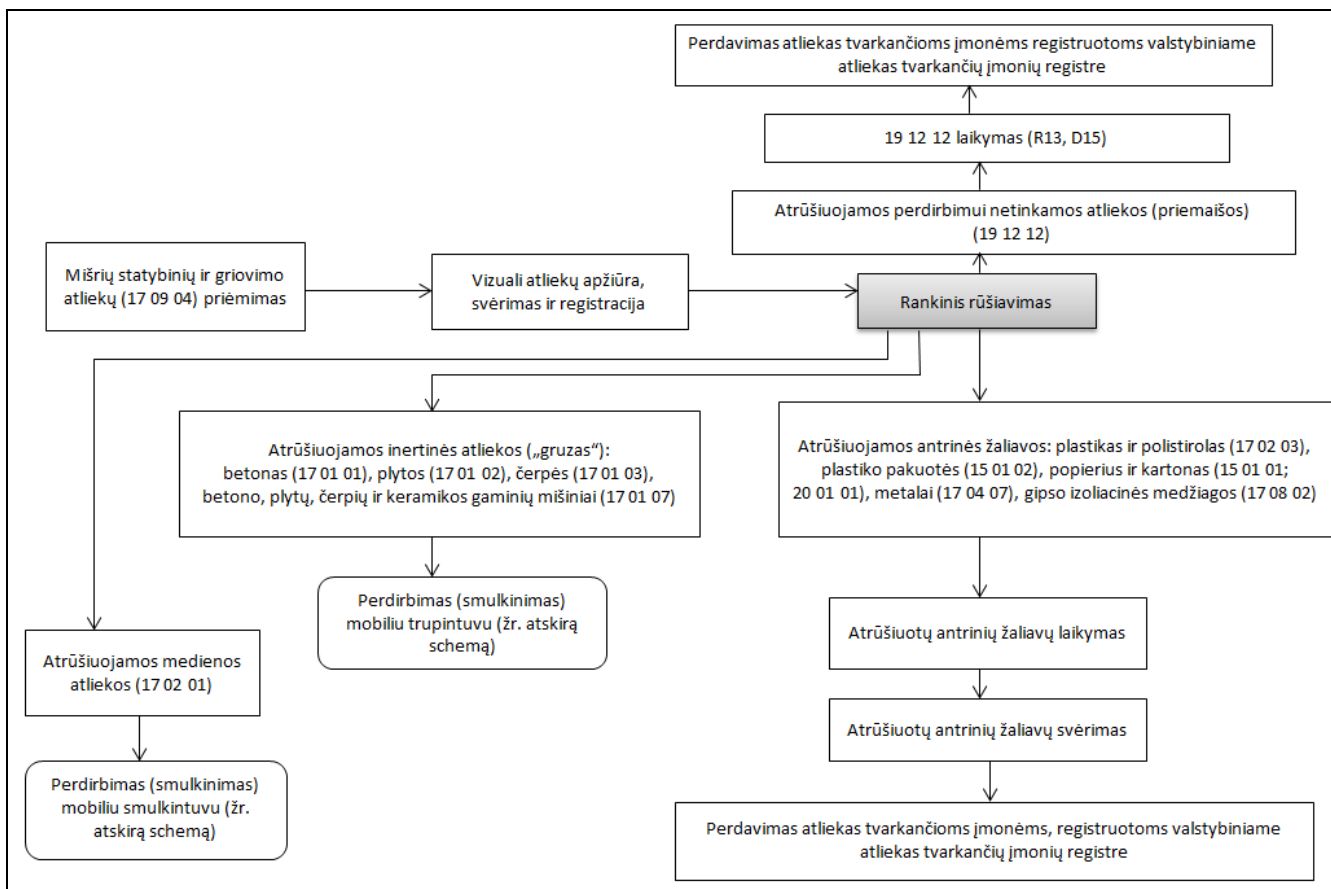 Perdavimas atliekas tvarkančioms įmonėms registruotoms valstybiniame
atliekas tvarkančių įmonių registre
19 12 12 laikymas (R13, D15)
Atrūšiuojamos perdirbimui netinkamos atliekos (priemaišos)
(19 12 12)
Mišrių statybinių ir griovimo
atliekų (17 09 04) priėmimas
Vizuali atliekų apžiūra,
svėrimas ir registracija
Rankinis rūšiavimas
Atrūšiuojamos inertinės atliekos („gruzas“):
betonas (17 01 01), plytos (17 01 02), čerpės (17 01 03),
betono, plytų, čerpių ir keramikos gaminių mišiniai (17 01 07)
Atrūšiuojamos antrinės žaliavos: plastikas ir polistirolas (17 02 03),
plastiko pakuotės (15 01 02), popierius ir kartonas (15 01 01;
20 01 01), metalai (17 04 07), gipso izoliacinės medžiagos (17 08 02)
Perdirbimas (smulkinimas)
mobiliu trupintuvu (žr. atskirą
schemą)
Atrūšiuotų antrinių žaliavų laikymas
Atrūšiuojamos medienos
atliekos (17 02 01)
Atrūšiuotų antrinių žaliavų svėrimas
Perdirbimas (smulkinimas)
mobiliu smulkintuvu (žr.
atskirą schemą)
Perdavimas atliekas tvarkančioms įmonėms, registruotoms valstybiniame
atliekas tvarkančių įmonių registre